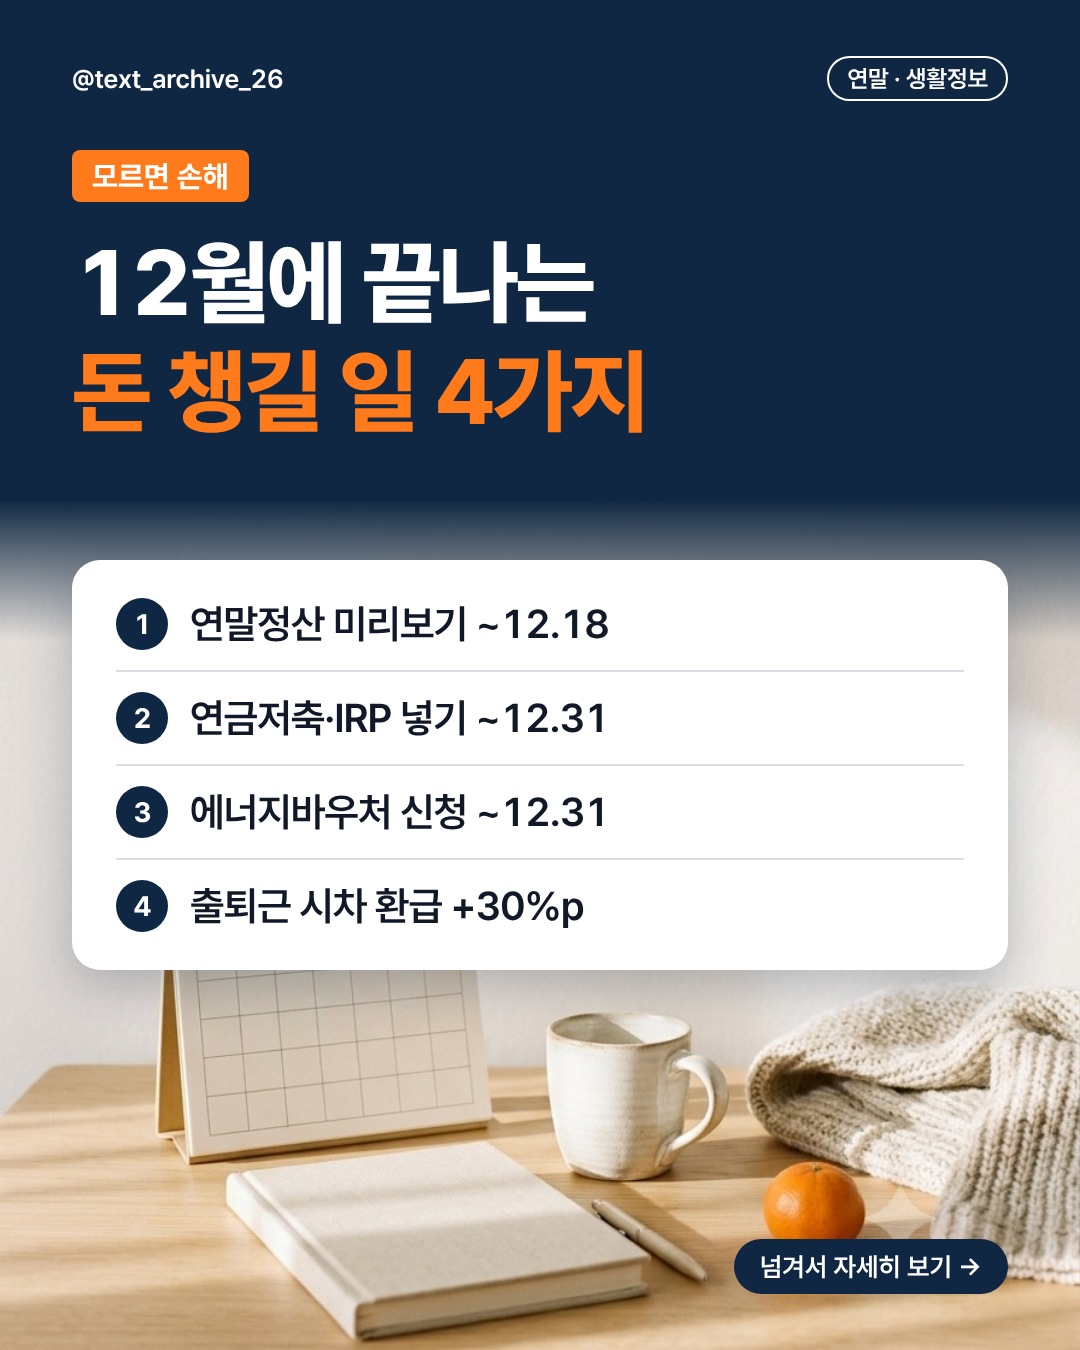 @text_archive_26
연말 · 생활정보
모르면 손해
12월에 끝나는
돈 챙길 일 4가지
1 연말정산 미리보기 ~12.18
2 연금저축·IRP 넣기 ~12.31
3 에너지바우처 신청 ~12.31
4 출퇴근 시차 환급 +30%p
넘겨서 자세히 보기 →